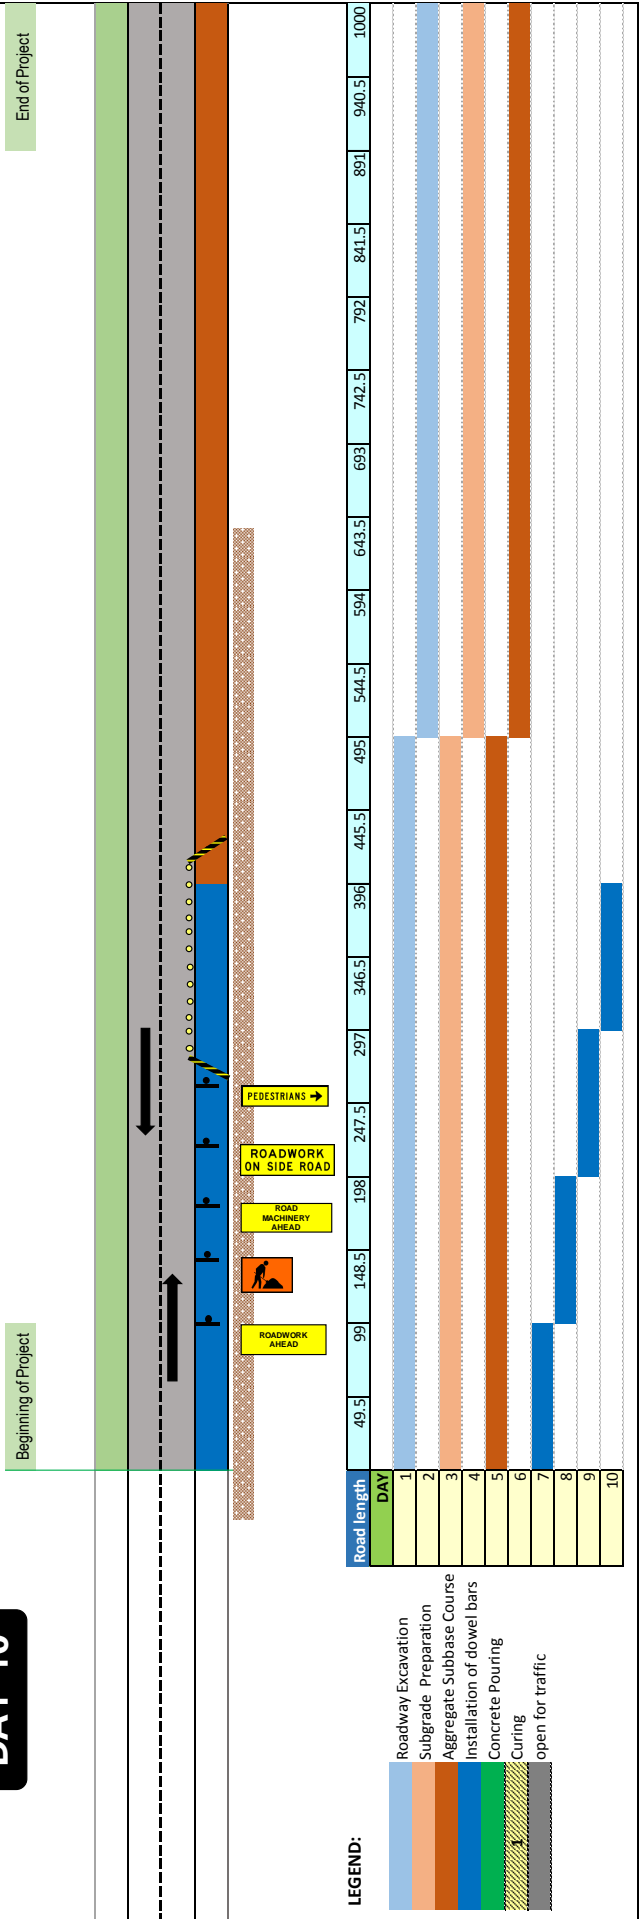 DAY 10
Beginning of Project
End of Project
ROADWORK
AHEAD
ROAD
MACHINERY
AHEAD
ROADWORK
ON SIDE ROAD
PEDESTRIANS →
Road length 49.5 99 148.5 198 247.5 297 346.5 396 445.5 495 544.5 594 643.5 693 742.5 792 841.5 891 940.5 1000
DAY
1
2
3
4
5
6
7
8
9
10
LEGEND:
Roadway Excavation
Subgrade Preparation
Aggregate Subbase Course
Installation of dowel bars
Concrete Pouring
1 Curing
open for traffic